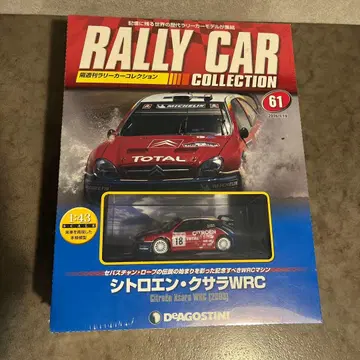 記憶に残る世界の歴代ラリーカーモデルが集結
RALLY CAR
隔週刊ラリーカーコレクション
COLLECTION
61
TOTAL
1:43
SCALE
セバスチャン・ローブの伝説の始まりを彩った記念すべきWRCマシン
CITROËN
18
シトロエン・クサラWRC
Citroën Xsara WRC [2003]
DeAGOSTINI